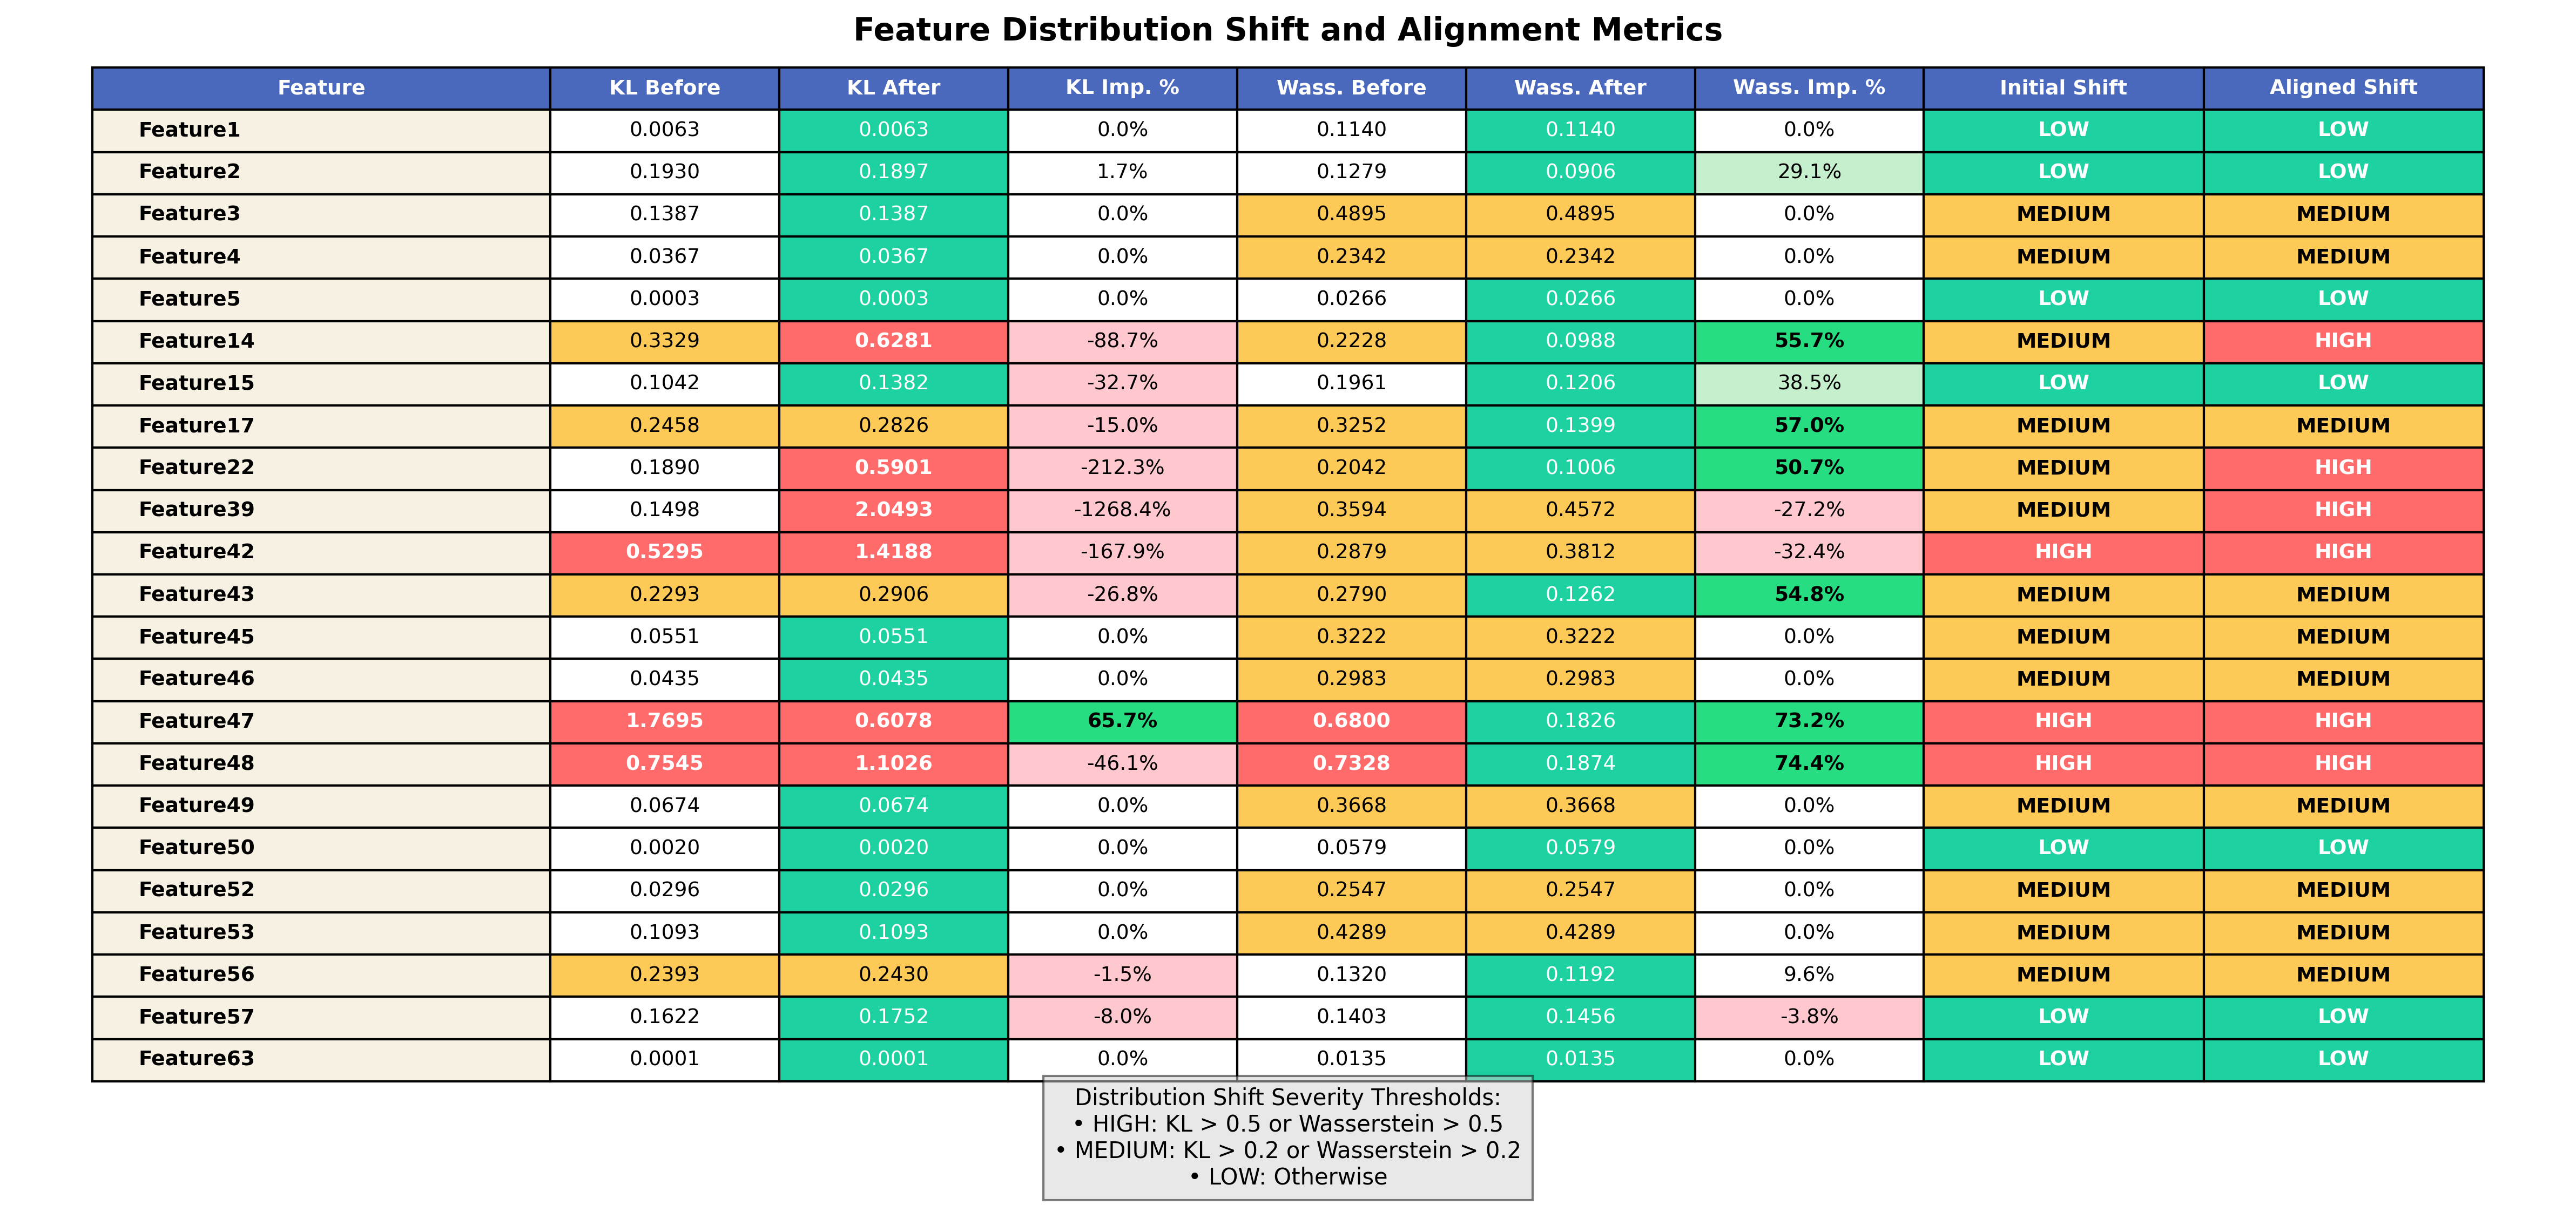 Feature Distribution Shift and Alignment Metrics
Feature KL Before KL After KL Imp. % Wass. Before Wass. After Wass. Imp. % Initial Shift Aligned Shift
Feature1 0.0063 0.0063 0.0% 0.1140 0.1140 0.0% LOW LOW
Feature2 0.1930 0.1897 1.7% 0.1279 0.0906 29.1% LOW LOW
Feature3 0.1387 0.1387 0.0% 0.4895 0.4895 0.0% MEDIUM MEDIUM
Feature4 0.0367 0.0367 0.0% 0.2342 0.2342 0.0% MEDIUM MEDIUM
Feature5 0.0003 0.0003 0.0% 0.0266 0.0266 0.0% LOW LOW
Feature14 0.3329 0.6281 -88.7% 0.2228 0.0988 55.7% MEDIUM HIGH
Feature15 0.1042 0.1382 -32.7% 0.1961 0.1206 38.5% LOW LOW
Feature17 0.2458 0.2826 -15.0% 0.3252 0.1399 57.0% MEDIUM MEDIUM
Feature22 0.1890 0.5901 -212.3% 0.2042 0.1006 50.7% MEDIUM HIGH
Feature39 0.1498 2.0493 -1268.4% 0.3594 0.4572 -27.2% MEDIUM HIGH
Feature42 0.5295 1.4188 -167.9% 0.2879 0.3812 -32.4% HIGH HIGH
Feature43 0.2293 0.2906 -26.8% 0.2790 0.1262 54.8% MEDIUM MEDIUM
Feature45 0.0551 0.0551 0.0% 0.3222 0.3222 0.0% MEDIUM MEDIUM
Feature46 0.0435 0.0435 0.0% 0.2983 0.2983 0.0% MEDIUM MEDIUM
Feature47 1.7695 0.6078 65.7% 0.6800 0.1826 73.2% HIGH HIGH
Feature48 0.7545 1.1026 -46.1% 0.7328 0.1874 74.4% HIGH HIGH
Feature49 0.0674 0.0674 0.0% 0.3668 0.3668 0.0% MEDIUM MEDIUM
Feature50 0.0020 0.0020 0.0% 0.0579 0.0579 0.0% LOW LOW
Feature52 0.0296 0.0296 0.0% 0.2547 0.2547 0.0% MEDIUM MEDIUM
Feature53 0.1093 0.1093 0.0% 0.4289 0.4289 0.0% MEDIUM MEDIUM
Feature56 0.2393 0.2430 -1.5% 0.1320 0.1192 9.6% MEDIUM MEDIUM
Feature57 0.1622 0.1752 -8.0% 0.1403 0.1456 -3.8% LOW LOW
Feature63 0.0001 0.0001 0.0% 0.0135 0.0135 0.0% LOW LOW
Distribution Shift Severity Thresholds:
• HIGH: KL > 0.5 or Wasserstein > 0.5
• MEDIUM: KL > 0.2 or Wasserstein > 0.2
• LOW: Otherwise